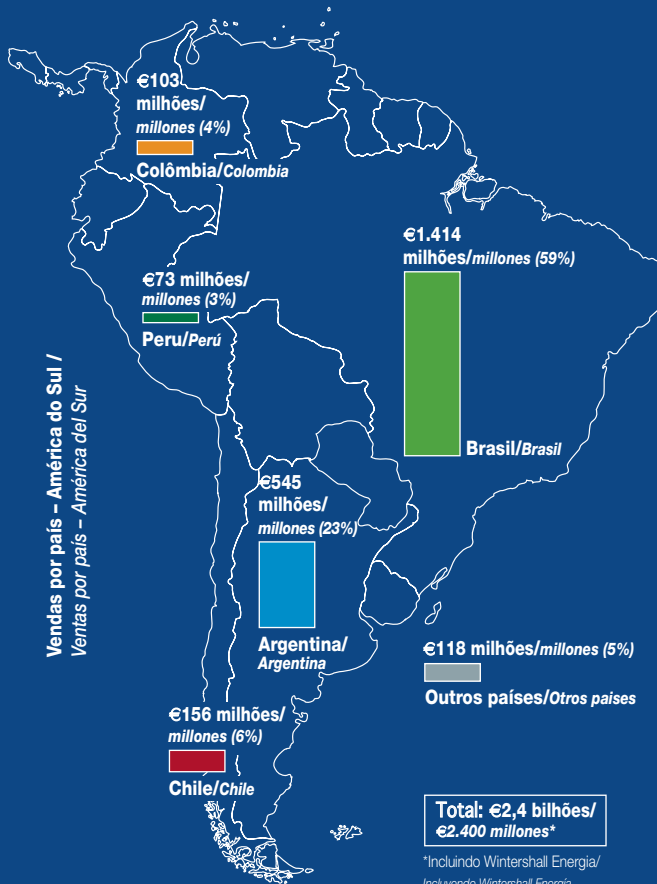 €103
milhões/
millones (4%)
Colômbia/Colombia
€1.414
milhões/millones (59%)
Brasil/Brasil
€73 milhões/
millones (3%)
Peru/Perú
Vendas por país – América do Sul /
Ventas por país – América del Sur
€545
milhões/
millones (23%)
Argentina/
Argentina
€118 milhões/millones (5%)
Outros países/Otros paises
€156 milhões/
millones (6%)
Chile/Chile
Total: €2,4 bilhões/
€2.400 millones*
*Incluindo Wintershall Energia/
Incluyendo Wintershall Energía